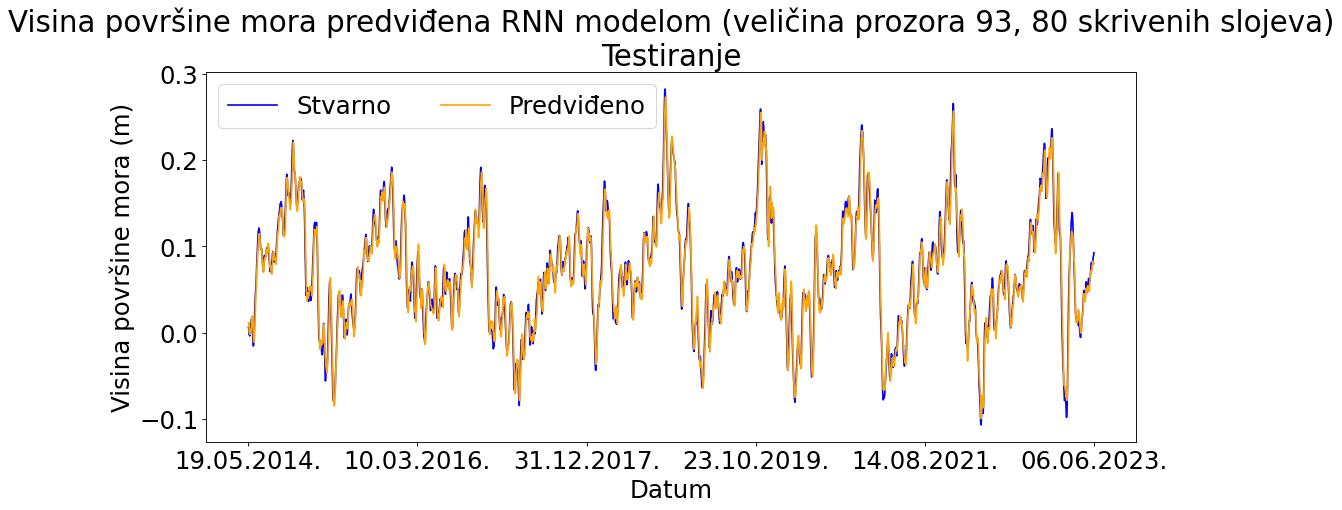 Visina površine mora predviđena RNN modelom (veličina prozora 93, 80 skrivenih slojeva)
Testiranje
Stvarno
Predviđeno
Visina površine mora (m)
0.3
0.2
0.1
0.0
−0.1
19.05.2014.
10.03.2016.
31.12.2017.
23.10.2019.
14.08.2021.
06.06.2023.
Datum